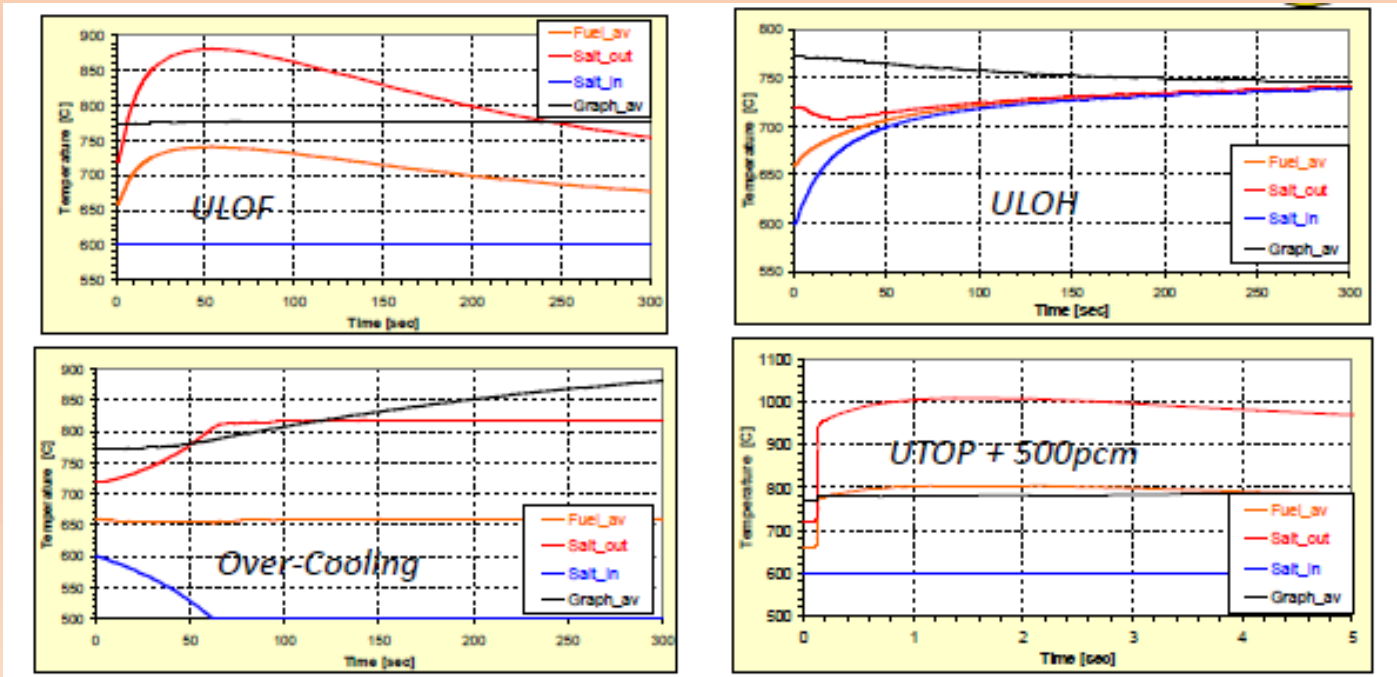 900
850
800
750
700
650
600
550
Temperature [C]
0 50 100 150 200 250 300
Time [sec]
Fuel_av
Salt_out
Salt_in
Graph_av
ULOF
800
750
700
650
600
550
Temperature [C]
0 50 100 150 200 250 300
Time [sec]
Fuel_av
Salt_out
Salt_in
Graph_av
ULOH
900
850
800
750
700
650
600
550
500
Temperature [C]
0 50 100 150 200 250 300
Time [sec]
Fuel_av
Salt_out
Salt_in
Graph_av
Over-Cooling
1100
1000
900
800
700
600
500
Temperature [C]
0 1 2 3 4 5
Time [sec]
Fuel_av
Salt_out
Salt_in
Graph_av
UTOP + 500pcm